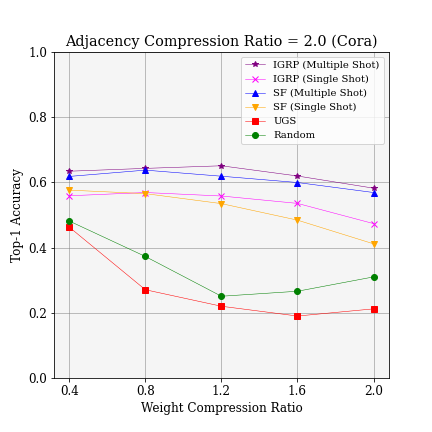 Adjacency Compression Ratio = 2.0 (Cora)
1.0
0.8
0.6
0.4
0.2
0.0
Top-1 Accuracy
IGRP (Multiple Shot)
IGRP (Single Shot)
SF (Multiple Shot)
SF (Single Shot)
UGS
Random
0.4 0.8 1.2 1.6 2.0
Weight Compression Ratio